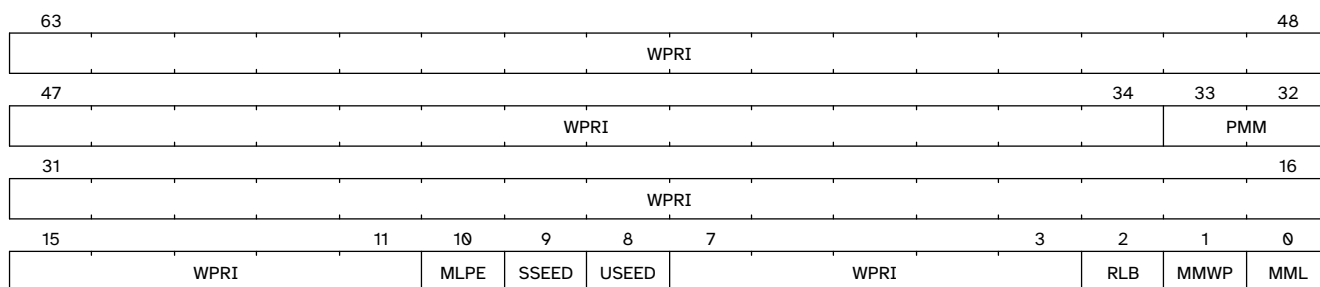 63 48
WPRI
47 34 33 32
WPRI PMM
31 16
WPRI
15 11 10 9 8 7 3 2 1 0
WPRI MLPE SSEED USEED WPRI RLB MMWP MML